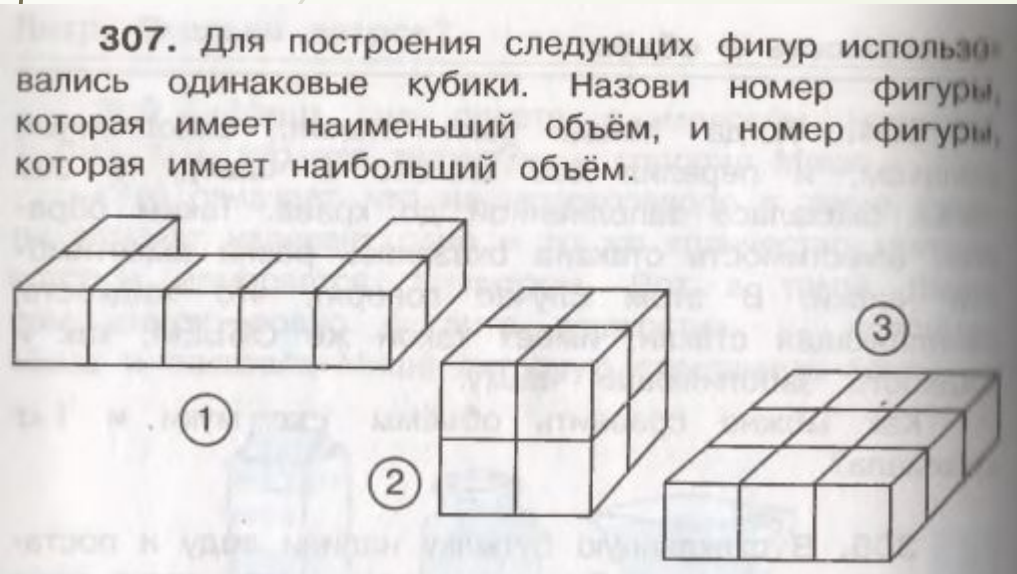 307. Для построения следующих фигур использо-
вались одинаковые кубики. Назови номер фигуры,
которая имеет наименьший объём, и номер фигуры,
которая имеет наибольший объём.
3
1
2